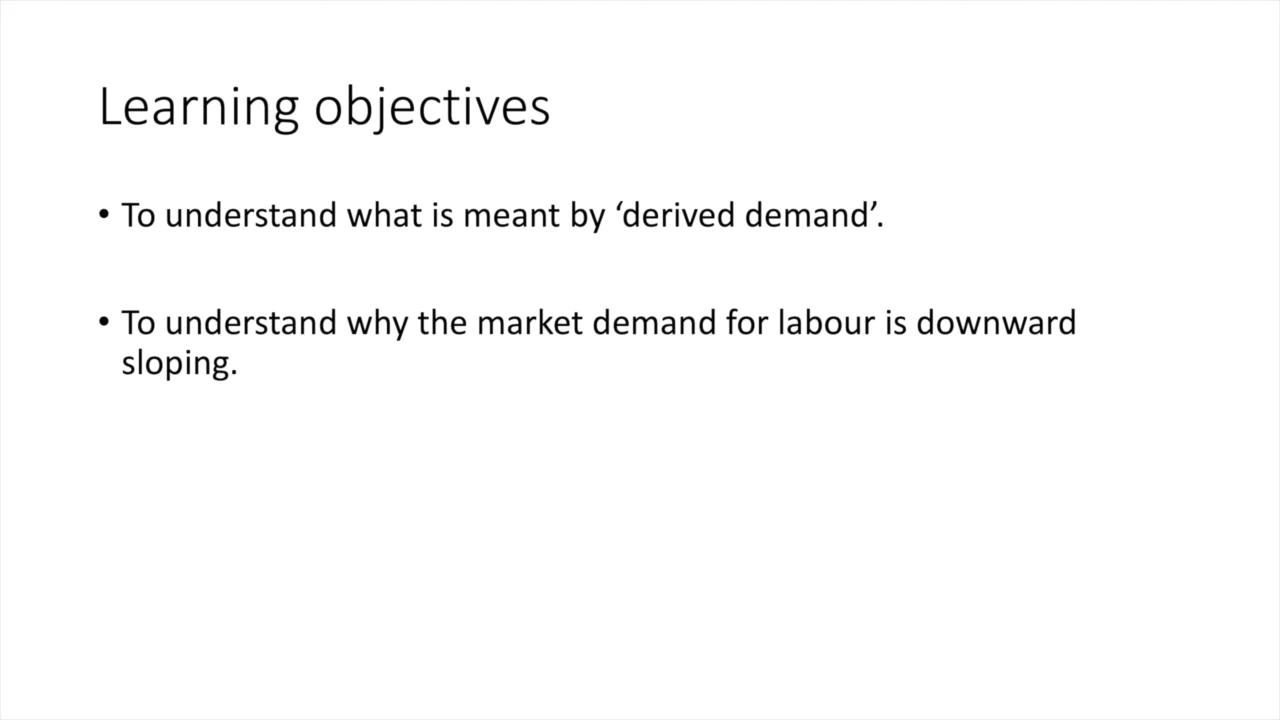 Learning objectives
• To understand what is meant by ‘derived demand’.
• To understand why the market demand for labour is downward
sloping.